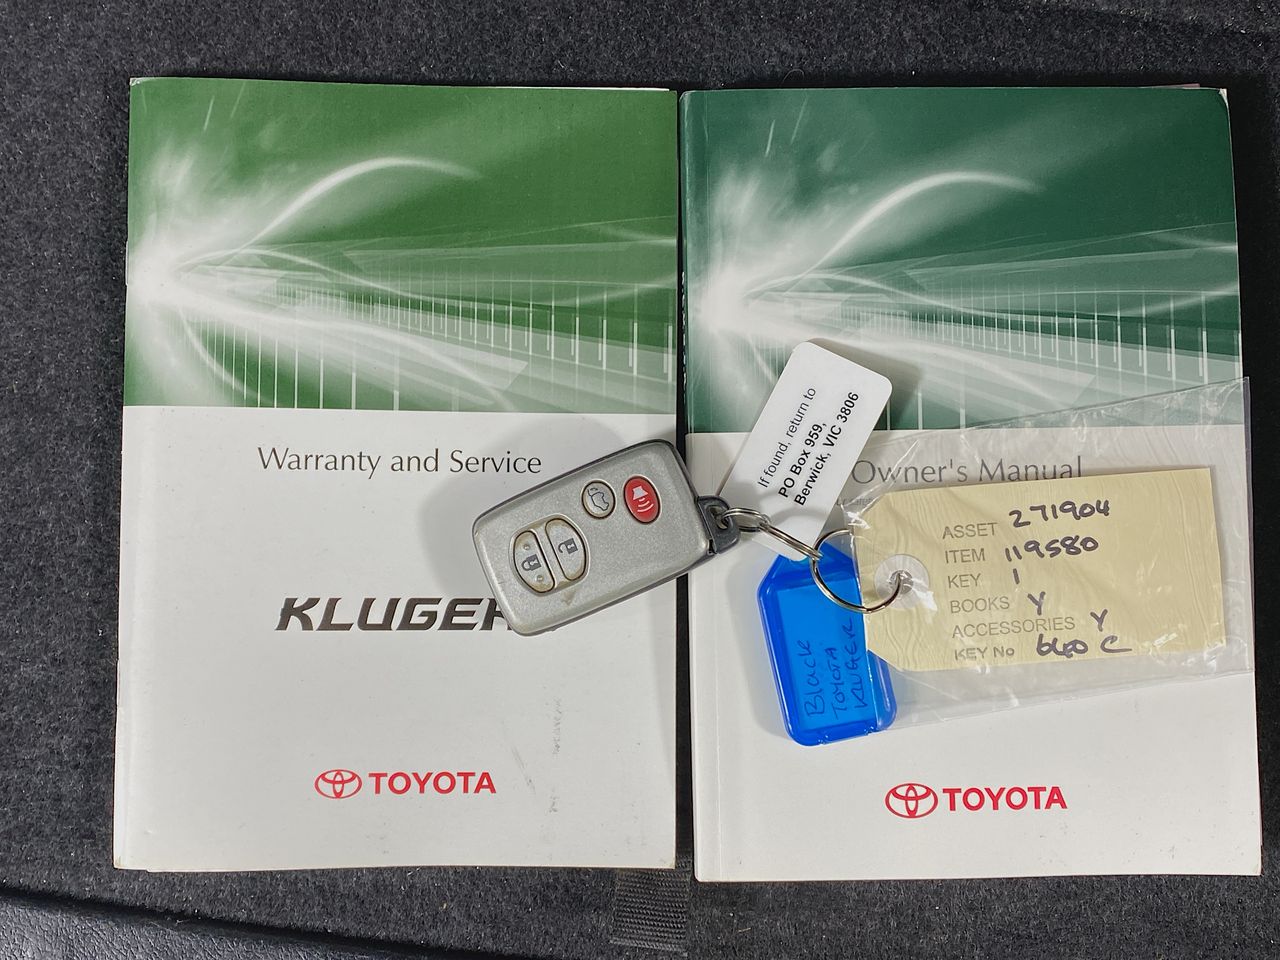 Warranty and Service
KLUGER
TOYOTA
Owner's Manual
TOYOTA
If found, return to
PO Box 959,
Berwick, VIC 3806
Black
TOYOTA
KLUGER
ASSET 271904
ITEM 119580
KEY 1
BOOKS Y
ACCESSORIES Y
KEY No 640 C